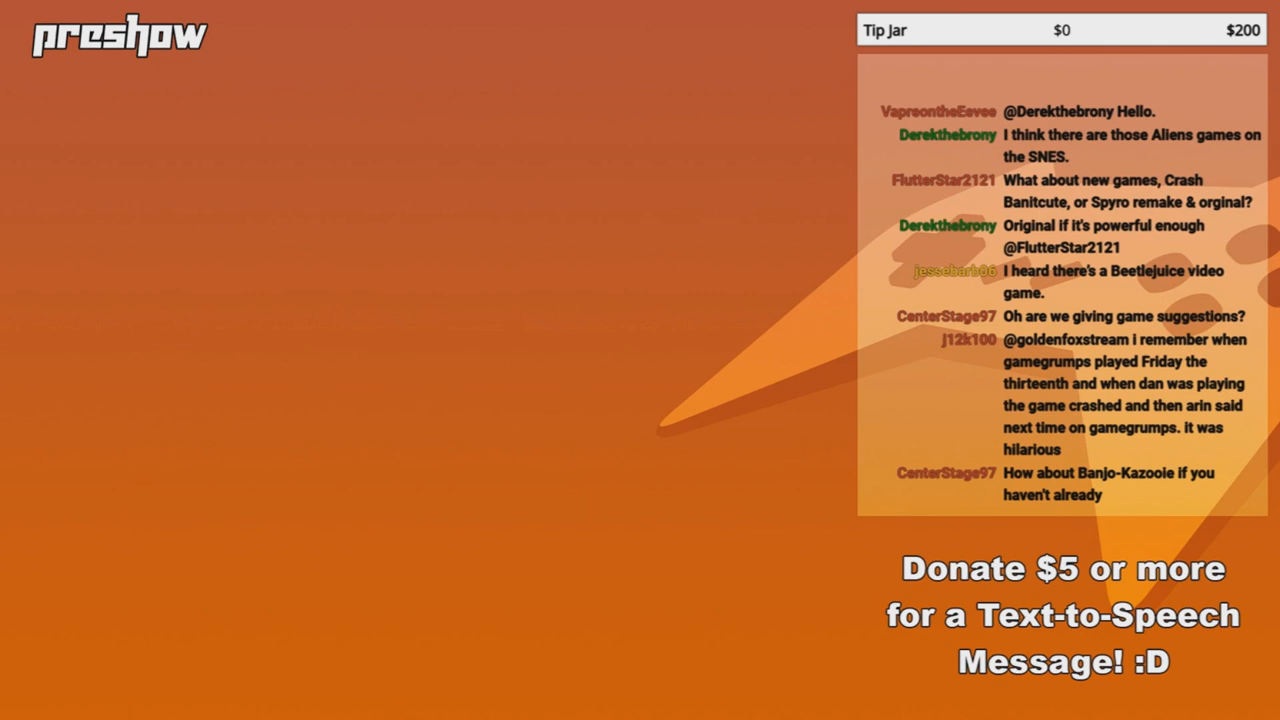 preshow
Tip Jar $0 $200
VapreontheEevee @Derekthebrony Hello.
Derekthebrony I think there are those Aliens games on
the SNES.
FlutterStar2121 What about new games, Crash
Banitcute, or Spyro remake & orginal?
Derekthebrony Original if it's powerful enough
@FlutterStar2121
jessebarb06 I heard there's a Beetlejuice video
game.
CenterStage97 Oh are we giving game suggestions?
j12k100 @goldenfoxstream i remember when
gamegrumps played Friday the
thirteenth and when dan was playing
the game crashed and then arin said
next time on gamegrumps. it was
hilarious
CenterStage97 How about Banjo-Kazooie if you
haven't already
Donate $5 or more
for a Text-to-Speech
Message! :D